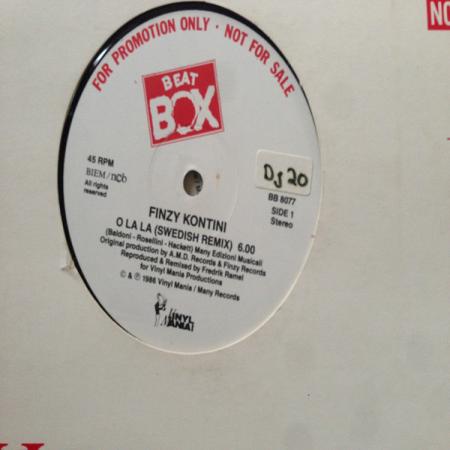 FOR PROMOTION ONLY · NOT FOR SALE
NO
BEAT
BOX
45 RPM
BIEM/ncb
All rights
reserved
DJ 20
BB 8077
SIDE 1
Stereo
FINZY KONTINI
O LA LA (SWEDISH REMIX) 6.00
(Baldoni - Rosellini - Hackett) Many Edizioni Musicali
Original production by A.M.D. Records & Finzy Records
Reproduced & Remixed by Fredrik Ramel
for Vinyl Mania Productions
© & ℗ 1986 Vinyl Mania / Many Records
VINYL
MANIA!